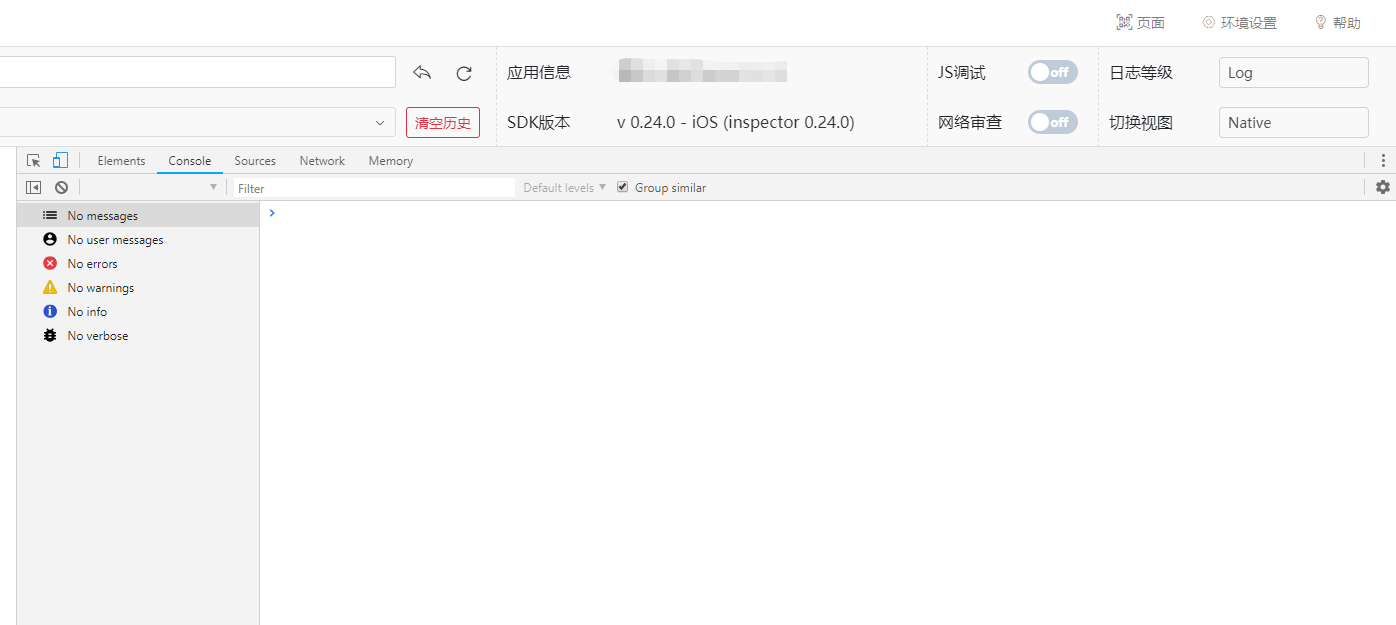 页面 环境设置 帮助
应用信息 JS调试 off 日志等级 Log
清空历史 SDK版本 v 0.24.0 - iOS (inspector 0.24.0) 网络审查 off 切换视图 Native
Elements Console Sources Network Memory
Filter Default levels Group similar
No messages
No user messages
No errors
No warnings
No info
No verbose